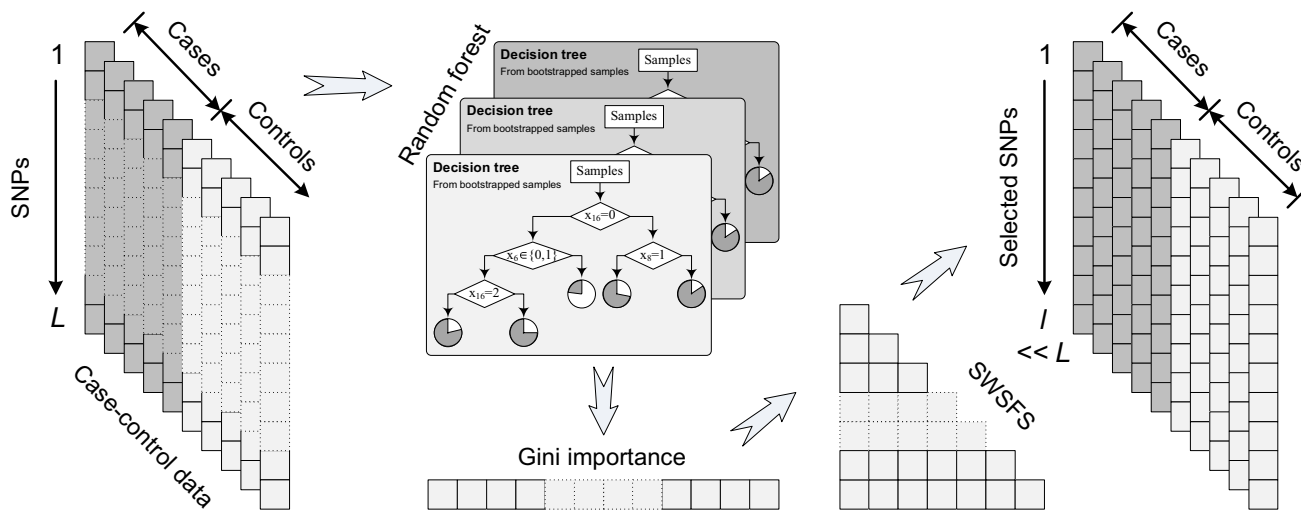 1
SNPs
L
Cases
Controls
Case-control data
Random forest
Decision tree
From bootstrapped samples
Samples
Decision tree
From bootstrapped samples
Samples
Decision tree
From bootstrapped samples
Samples
x₁₆=0
x₆∈{0,1}
x₈=1
x₁₆=2
Gini importance
SWSFS
1
Selected SNPs
l
<< L
Cases
Controls